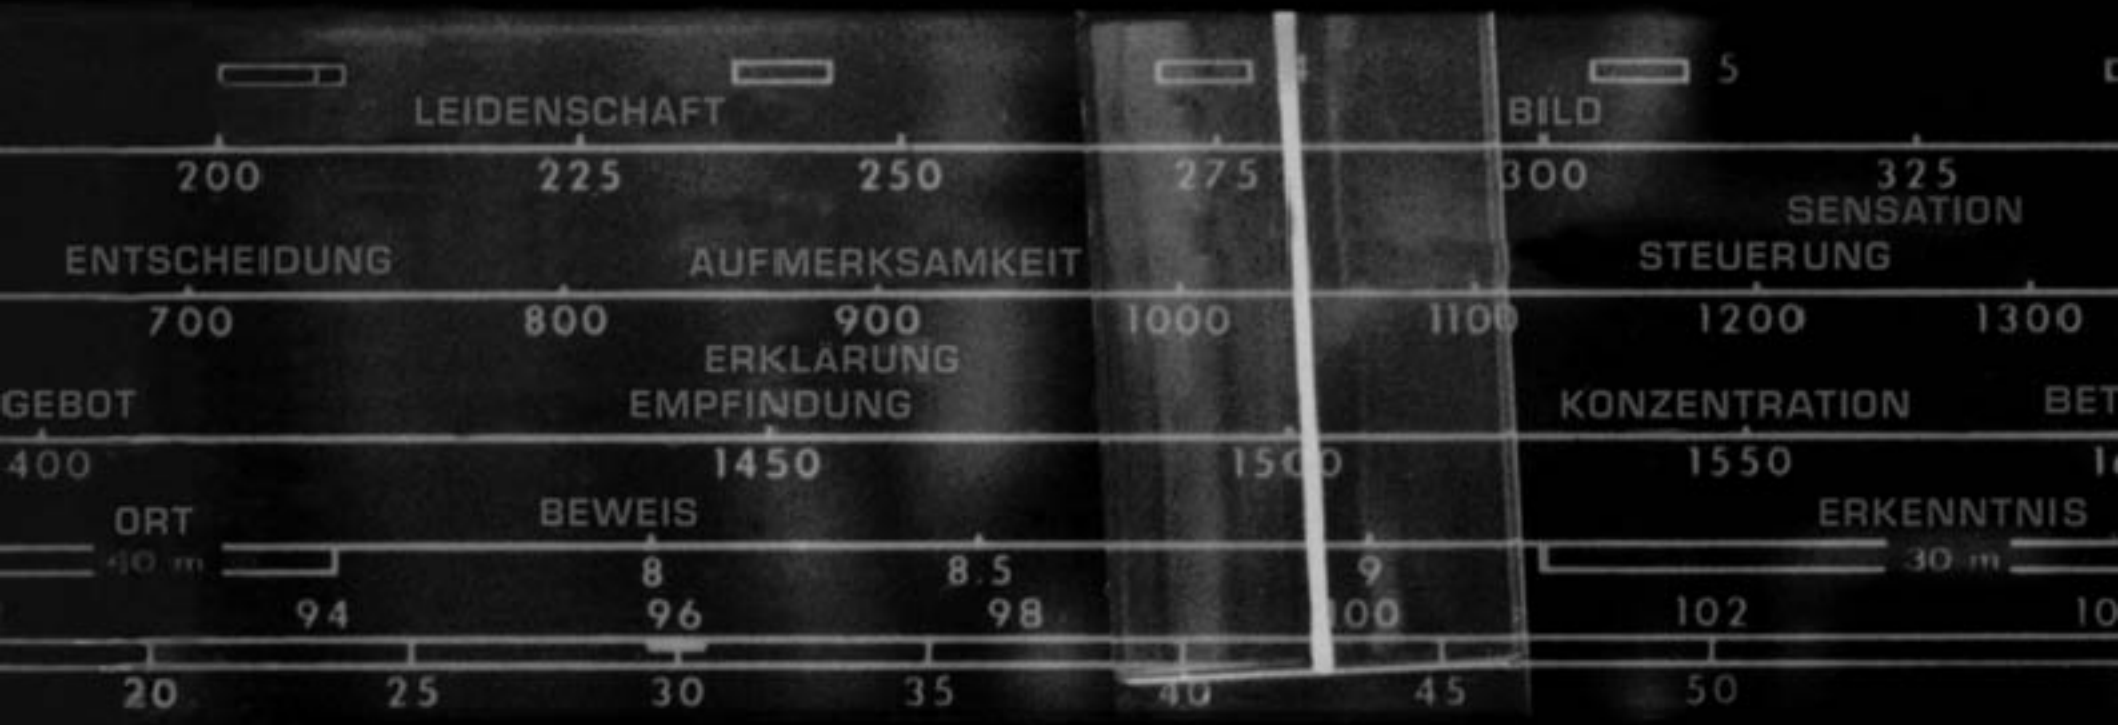 5
LEIDENSCHAFT BILD
200 225 250 275 300 325
SENSATION
ENTSCHEIDUNG AUFMERKSAMKEIT STEUERUNG
700 800 900 1000 1100 1200 1300
ERKLÄRUNG
GEBOT EMPFINDUNG KONZENTRATION BET
400 1450 1500 1550
ORT BEWEIS ERKENNTNIS
40 m 8 8.5 9 30 m
94 96 98 100 102 10
20 25 30 35 40 45 50